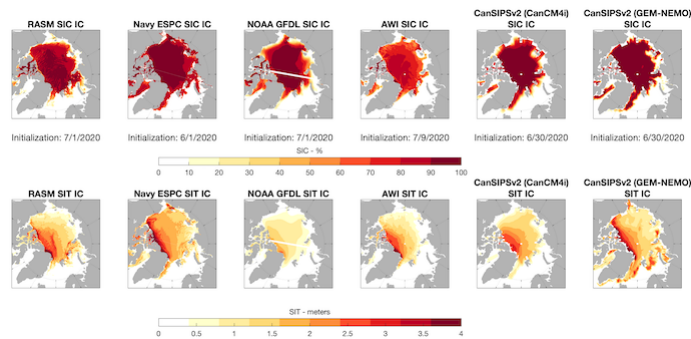 RASM SIC IC
Navy ESPC SIC IC
NOAA GFDL SIC IC
AWI SIC IC
CanSIPSv2 (CanCM4i)
SIC IC
CanSIPSv2 (GEM-NEMO)
SIC IC
Initialization: 7/1/2020
Initialization: 6/1/2020
Initialization: 7/1/2020
Initialization: 7/9/2020
Initialization: 6/30/2020
Initialization: 6/30/2020
SIC - %
0 10 20 30 40 50 60 70 80 90 100
RASM SIT IC
Navy ESPC SIT IC
NOAA GFDL SIT IC
AWI SIT IC
CanSIPSv2 (CanCM4i)
SIT IC
CanSIPSv2 (GEM-NEMO)
SIT IC
SIT - meters
0 0.5 1 1.5 2 2.5 3 3.5 4